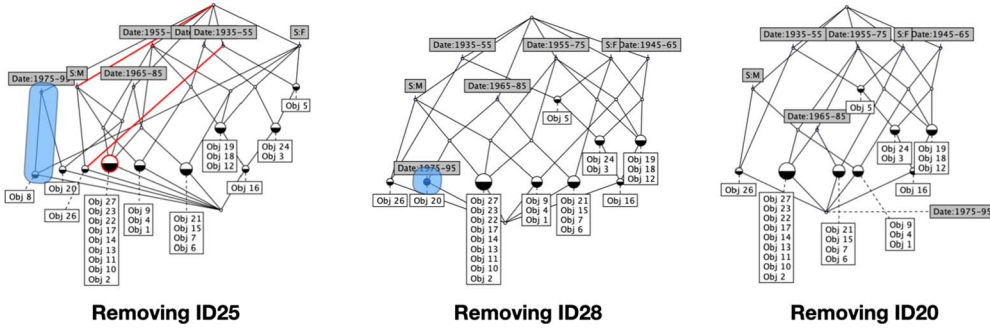 Date:1955-
Date:1935-55
S:F
Date:1975-95
S:M
Date:1965-85
Obj 5
Obj 19
Obj 18
Obj 12
Obj 24
Obj 3
Obj 8
Obj 20
Obj 26
Obj 16
Obj 27
Obj 23
Obj 22
Obj 17
Obj 14
Obj 13
Obj 11
Obj 10
Obj 2
Obj 9
Obj 4
Obj 1
Obj 21
Obj 15
Obj 7
Obj 6
Removing ID25
Date:1935-55
Date:1955-75
S:F
Date:1945-65
S:M
Date:1965-85
Obj 5
Obj 24
Obj 3
Obj 19
Obj 18
Obj 12
Date:1975-95
Obj 26
Obj 20
Obj 27
Obj 23
Obj 22
Obj 17
Obj 14
Obj 13
Obj 11
Obj 10
Obj 2
Obj 9
Obj 4
Obj 1
Obj 21
Obj 15
Obj 7
Obj 6
Obj 16
Removing ID28
Date:1935-55
Date:1955-75
S:F
Date:1945-65
S:M
Date:1965-85
Obj 5
Obj 24
Obj 3
Obj 19
Obj 18
Obj 12
Obj 26
Obj 16
Obj 27
Obj 23
Obj 22
Obj 17
Obj 14
Obj 13
Obj 11
Obj 10
Obj 2
Obj 21
Obj 15
Obj 7
Obj 6
Obj 9
Obj 4
Obj 1
Date:1975-95
Removing ID20